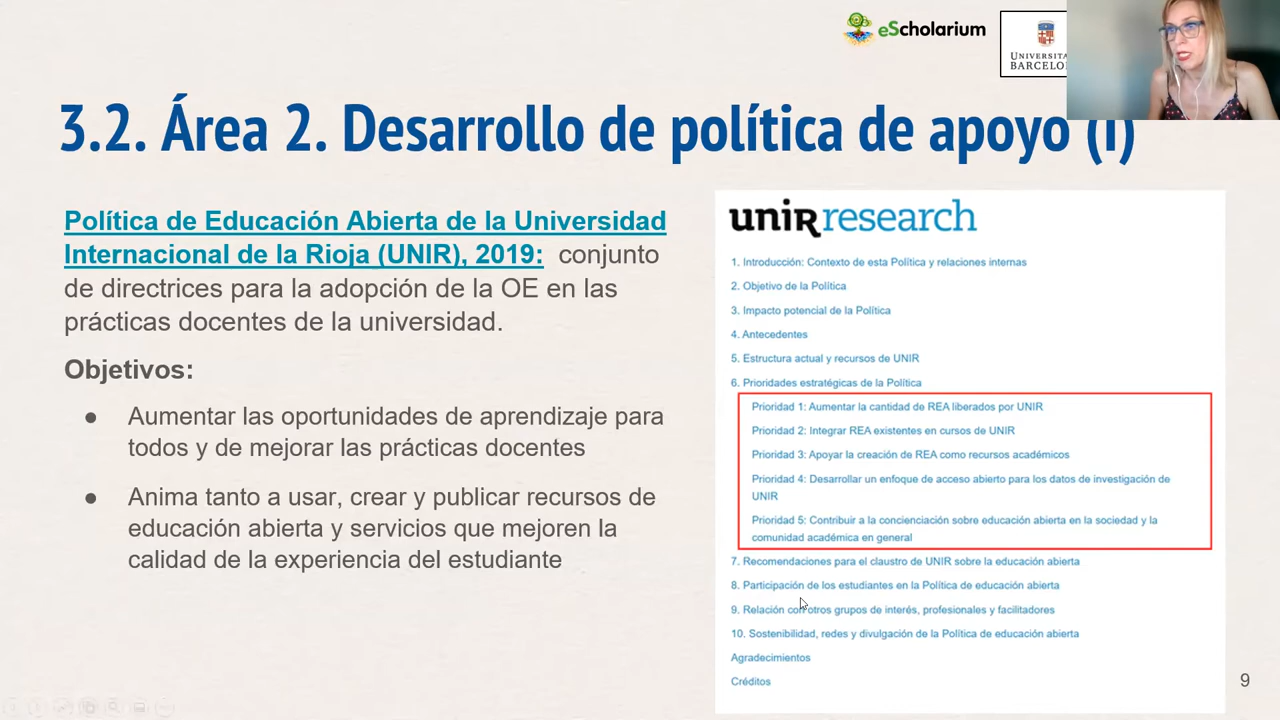 eScholarium
UNIVERSITA
BARCELO
3.2. Área 2. Desarrollo de política de apoyo (I)
Política de Educación Abierta de la Universidad
Internacional de la Rioja (UNIR), 2019: conjunto
de directrices para la adopción de la OE en las
prácticas docentes de la universidad.
Objetivos:
● Aumentar las oportunidades de aprendizaje para
todos y de mejorar las prácticas docentes
● Anima tanto a usar, crear y publicar recursos de
educación abierta y servicios que mejoren la
calidad de la experiencia del estudiante
unirresearch
1. Introducción: Contexto de esta Política y relaciones internas
2. Objetivo de la Política
3. Impacto potencial de la Política
4. Antecedentes
5. Estructura actual y recursos de UNIR
6. Prioridades estratégicas de la Política
Prioridad 1: Aumentar la cantidad de REA liberados por UNIR
Prioridad 2: Integrar REA existentes en cursos de UNIR
Prioridad 3: Apoyar la creación de REA como recursos académicos
Prioridad 4: Desarrollar un enfoque de acceso abierto para los datos de investigación de
UNIR
Prioridad 5: Contribuir a la concienciación sobre educación abierta en la sociedad y la
comunidad académica en general
7. Recomendaciones para el claustro de UNIR sobre la educación abierta
8. Participación de los estudiantes en la Política de educación abierta
9. Relación con otros grupos de interés, profesionales y facilitadores
10. Sostenibilidad, redes y divulgación de la Política de educación abierta
Agradecimientos
Créditos
9